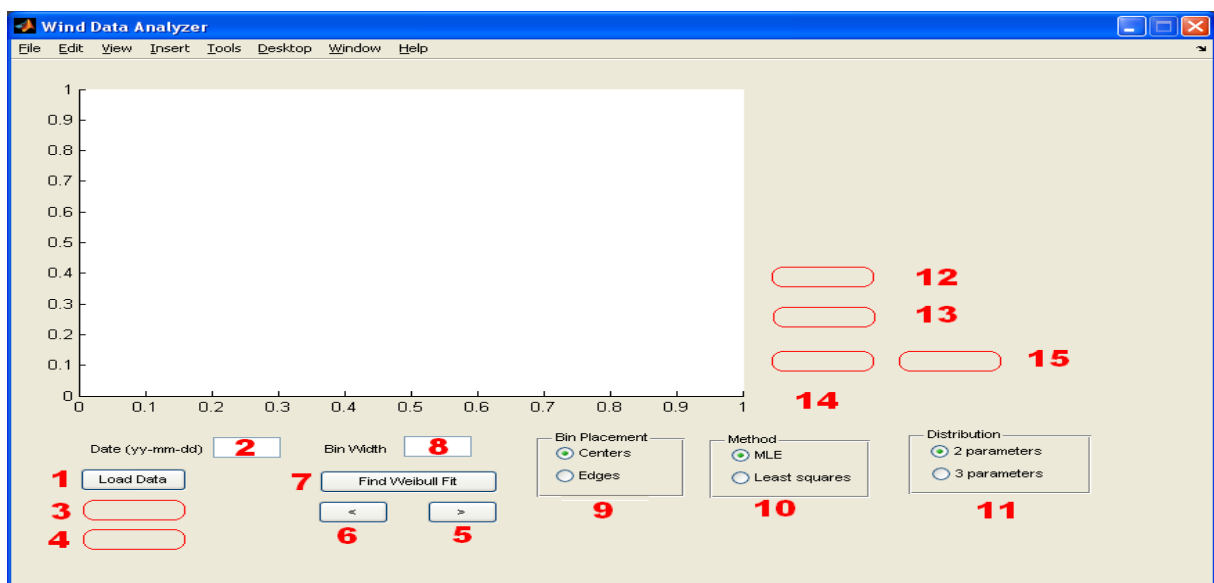 Wind Data Analyzer
File Edit View Insert Tools Desktop Window Help
1
0.9
0.8
0.7
0.6
0.5
0.4
0.3
0.2
0.1
0
0 0.1 0.2 0.3 0.4 0.5 0.6 0.7 0.8 0.9 1
12
13
15
14
Date (yy-mm-dd) 2 Bin Width 8
1 Load Data 7 Find Weibull Fit
3 < >
4 6 5
Bin Placement
Centers
Edges
9
Method
MLE
Least squares
10
Distribution
2 parameters
3 parameters
11